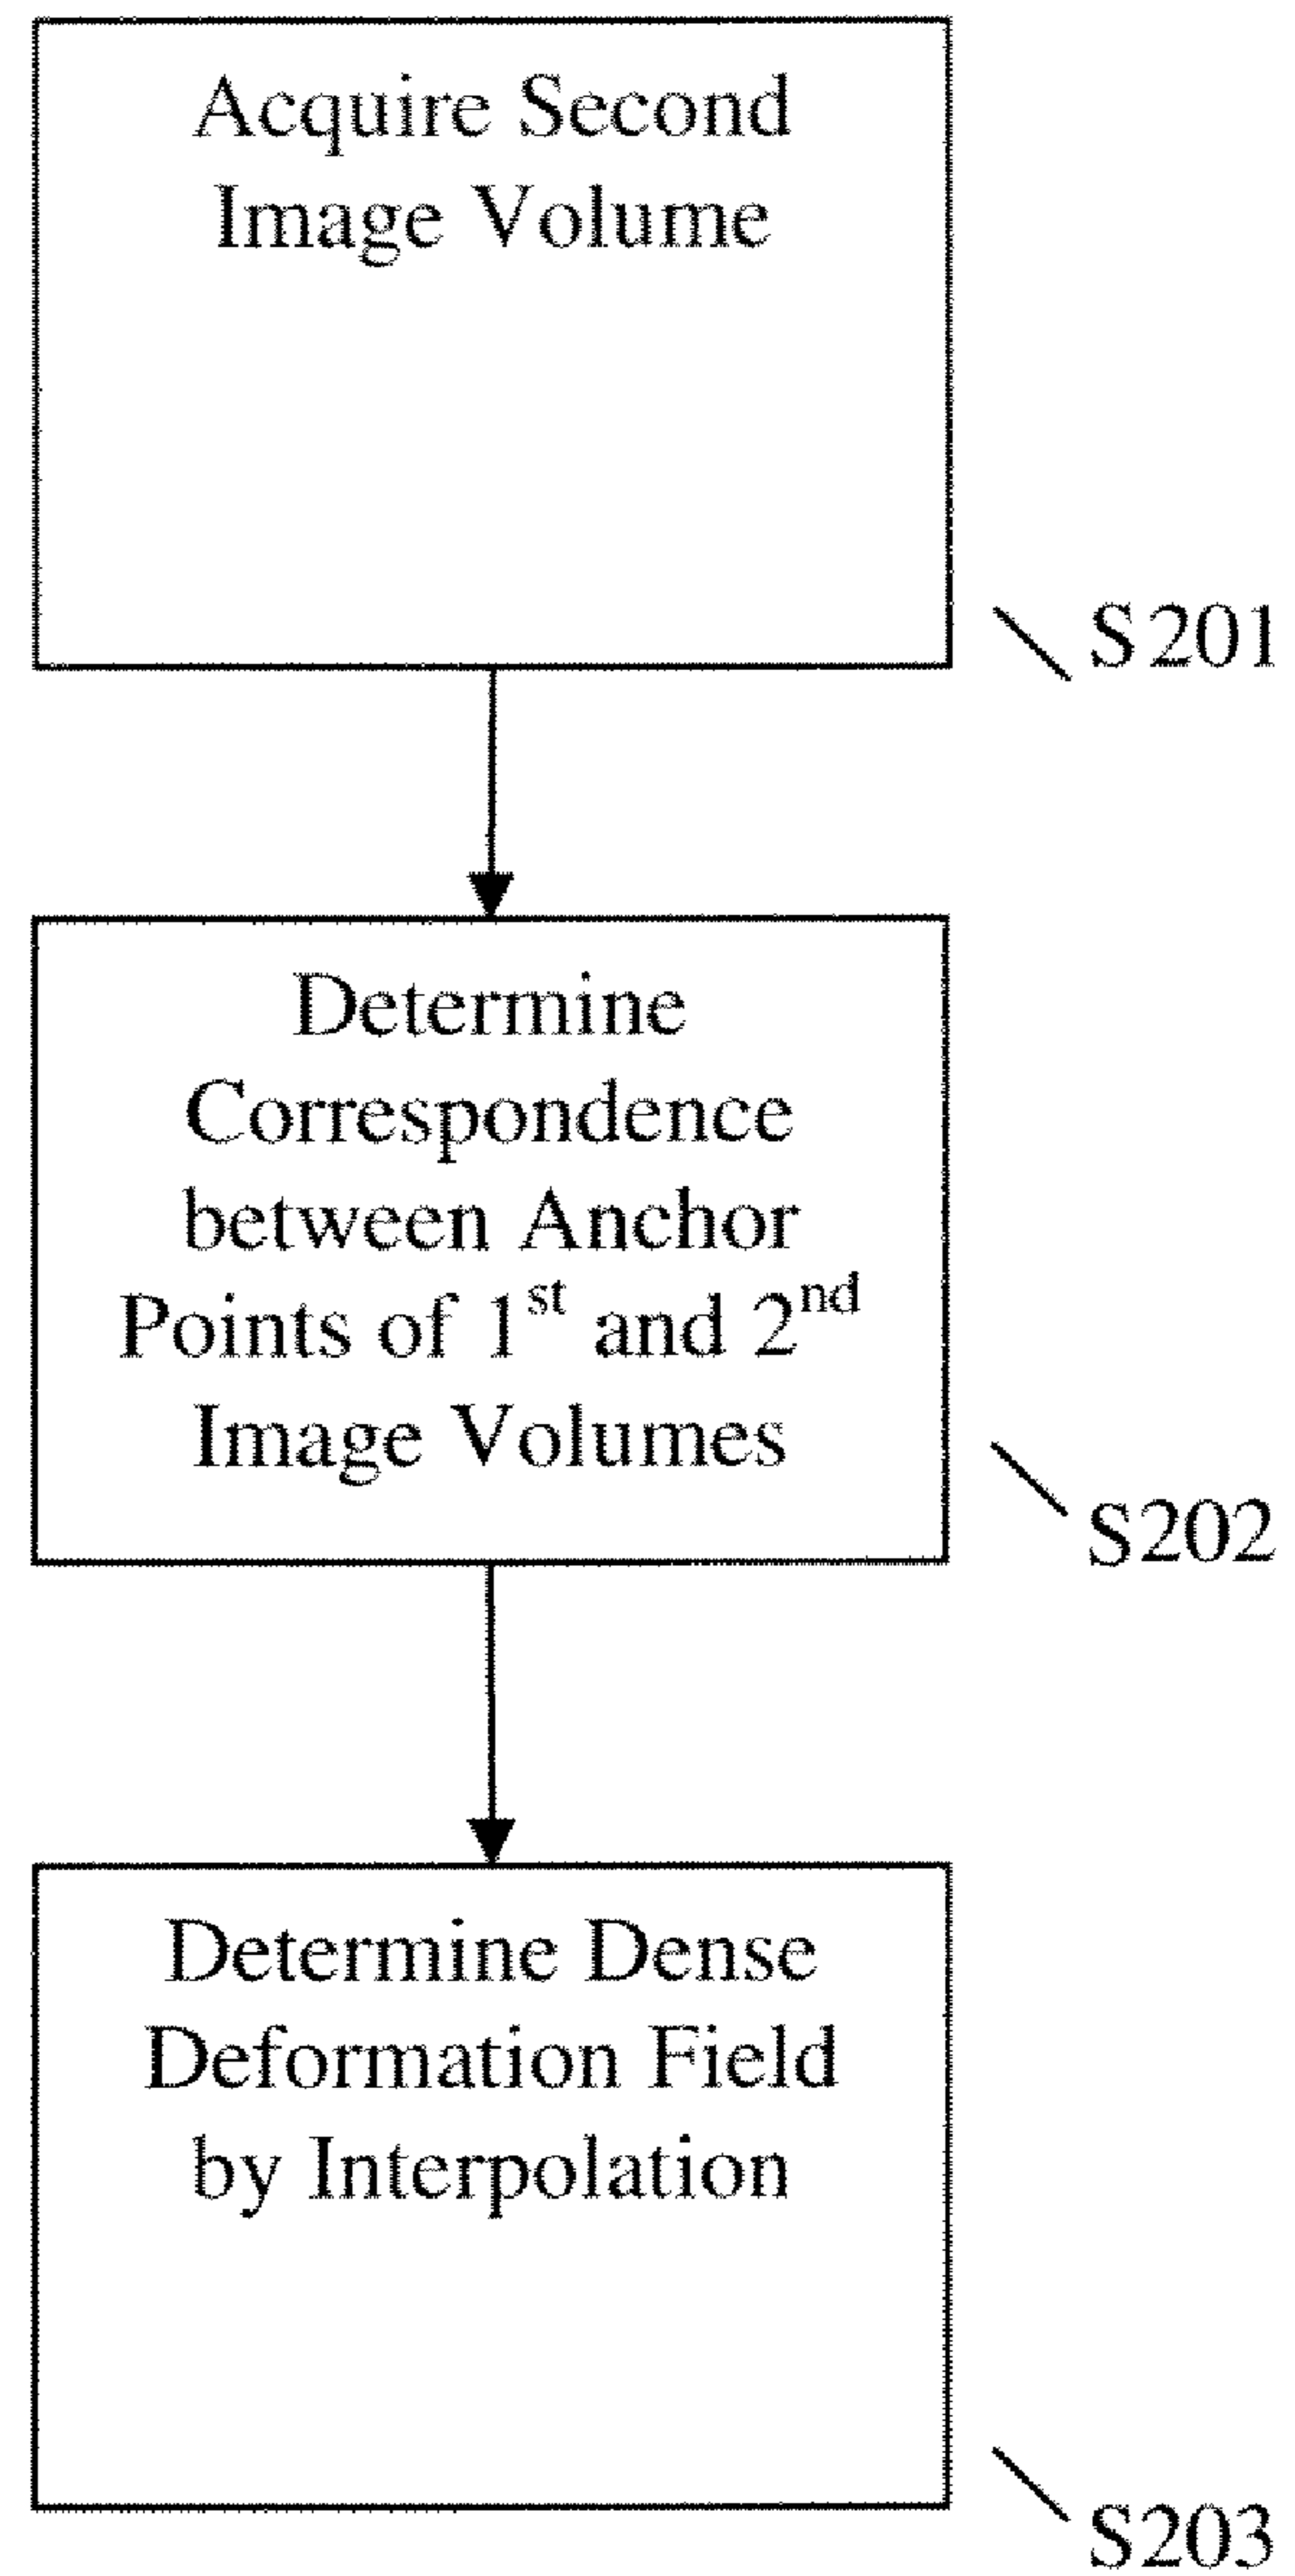 Acquire Second
Image Volume
S201
Determine
Correspondence
between Anchor
Points of 1st and 2nd
Image Volumes
S202
Determine Dense
Deformation Field
by Interpolation
S203